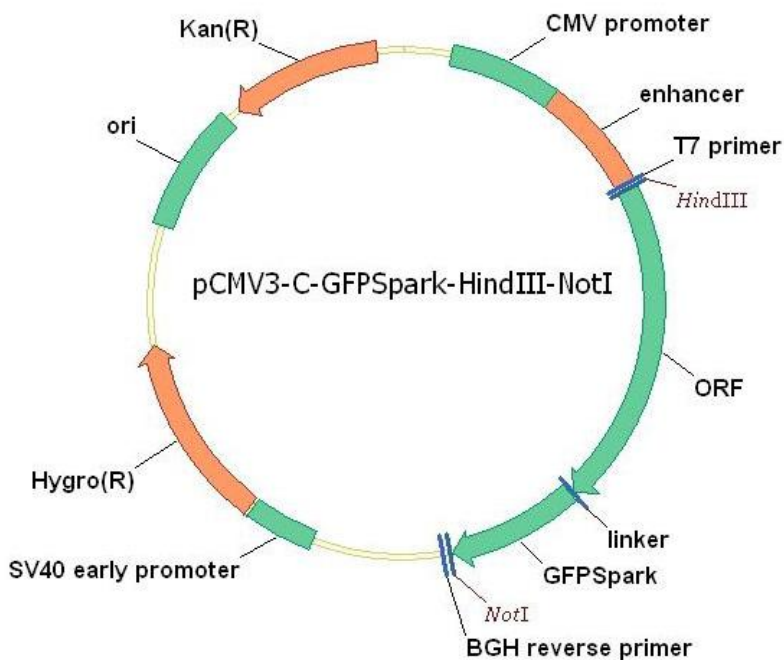 Kan(R)
CMV promoter
enhancer
ori
T7 primer
HindIII
pCMV3-C-GFPSpark-HindIII-NotI
ORF
Hygro(R)
linker
SV40 early promoter
GFPSpark
NotI
BGH reverse primer